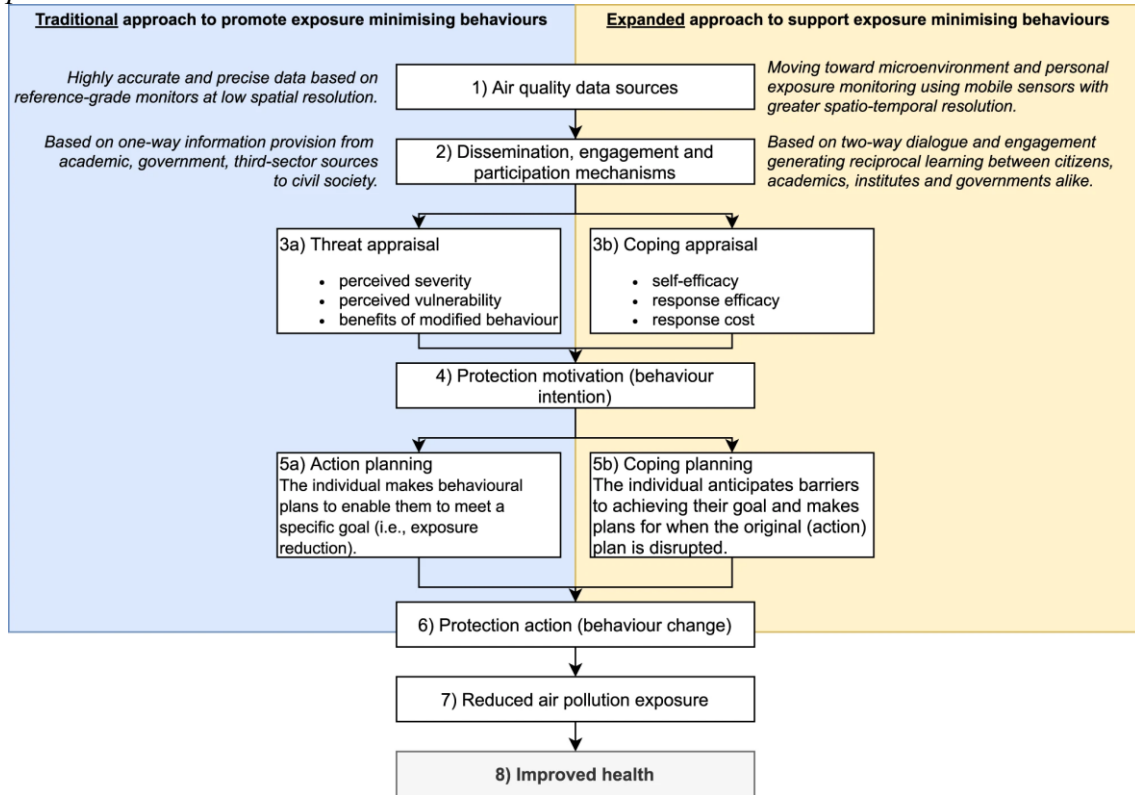 Traditional approach to promote exposure minimising behaviours
Expanded approach to support exposure minimising behaviours
Highly accurate and precise data based on
reference-grade monitors at low spatial resolution.
1) Air quality data sources
Moving toward microenvironment and personal
exposure monitoring using mobile sensors with
greater spatio-temporal resolution.
Based on one-way information provision from
academic, government, third-sector sources
to civil society.
2) Dissemination, engagement and
participation mechanisms
Based on two-way dialogue and engagement
generating reciprocal learning between citizens,
academics, institutes and governments alike.
3a) Threat appraisal
• perceived severity
• perceived vulnerability
• benefits of modified behaviour
3b) Coping appraisal
• self-efficacy
• response efficacy
• response cost
4) Protection motivation (behaviour
intention)
5a) Action planning
The individual makes behavioural
plans to enable them to meet a
specific goal (i.e., exposure
reduction).
5b) Coping planning
The individual anticipates barriers
to achieving their goal and makes
plans for when the original (action)
plan is disrupted.
6) Protection action (behaviour change)
7) Reduced air pollution exposure
8) Improved health